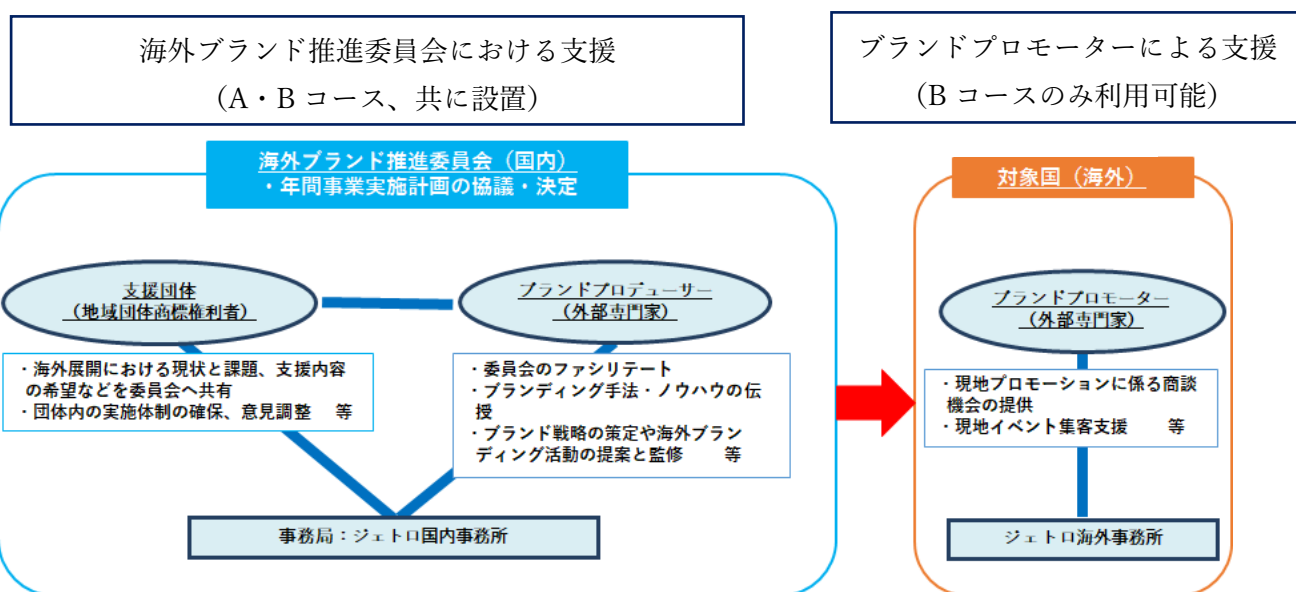 海外ブランド推進委員会における支援
（A・B コース、共に設置）
ブランドプロモーターによる支援
（B コースのみ利用可能）
海外ブランド推進委員会（国内）
・年間事業実施計画の協議・決定
対象国（海外）
支援団体
（地域団体商標権利者）
ブランドプロデューサー
（外部専門家）
ブランドプロモーター
（外部専門家）
・海外展開における現状と課題、支援内容
の希望などを委員会へ共有
・団体内の実施体制の確保、意見調整　等
・委員会のファシリテート
・ブランディング手法・ノウハウの伝
授
・ブランド戦略の策定や海外ブラン
ディング活動の提案と監修　　等
・現地プロモーションに係る商談
機会の提供
・現地イベント集客支援　　等
事務局：ジェトロ国内事務所
ジェトロ海外事務所